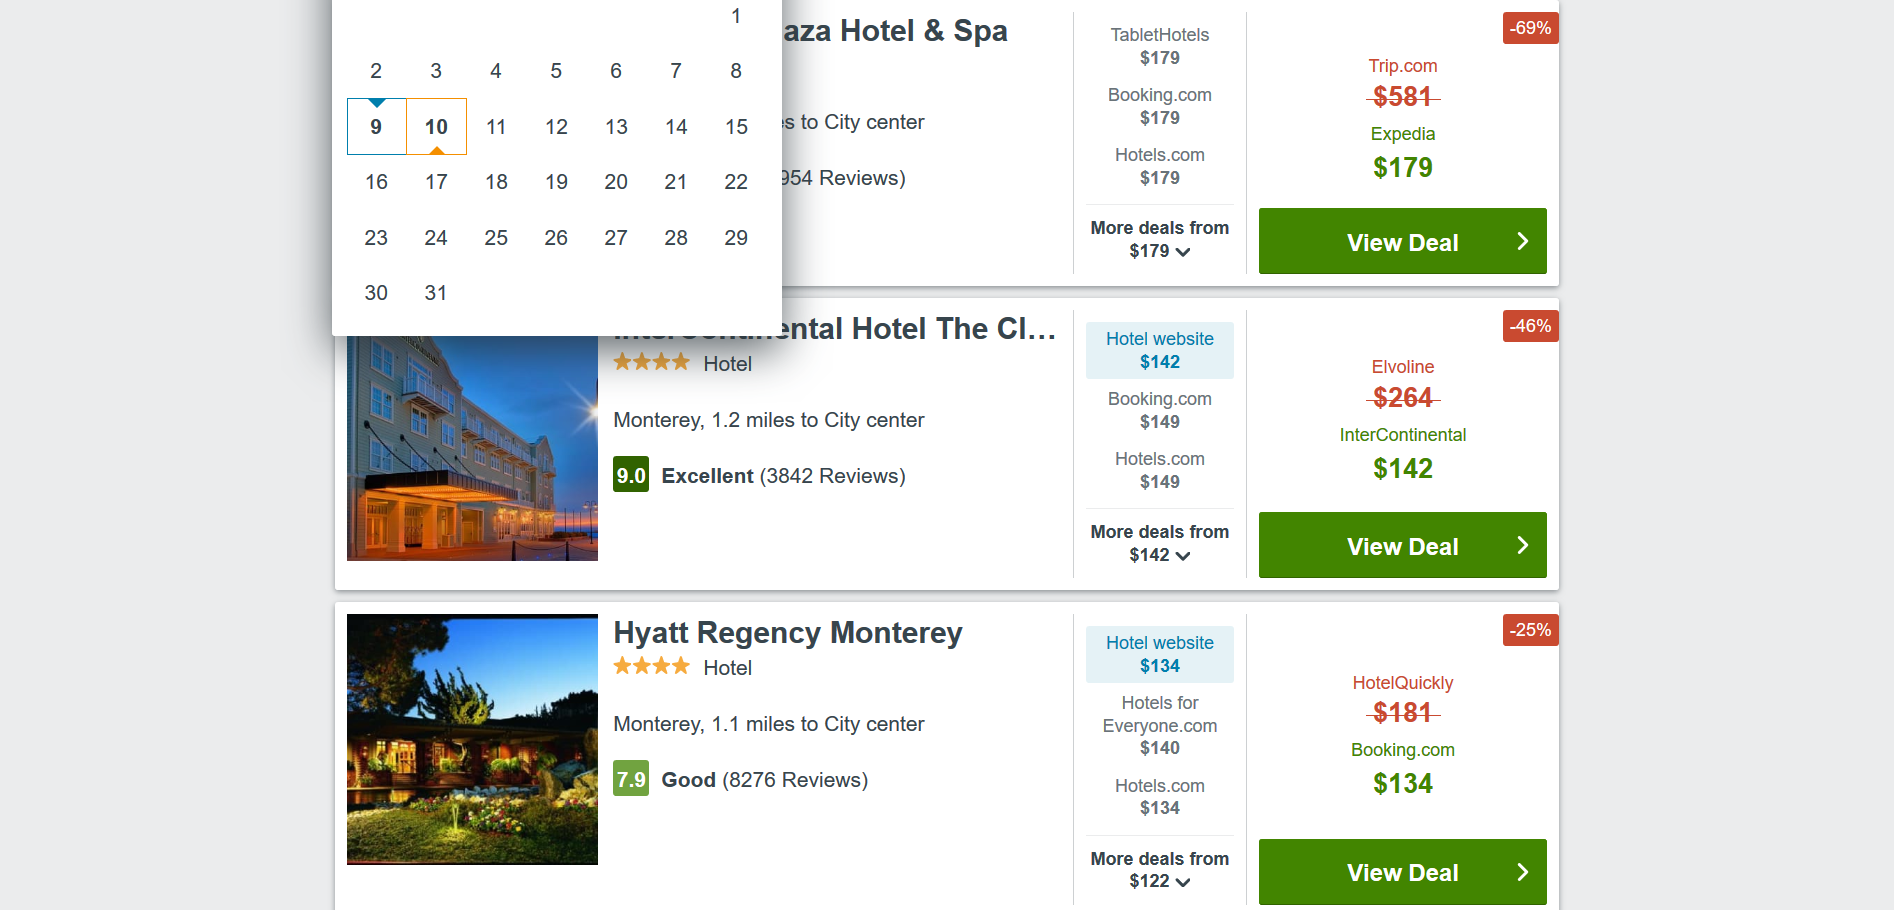 1
2 3 4 5 6 7 8
9 10 11 12 13 14 15
16 17 18 19 20 21 22
23 24 25 26 27 28 29
30 31
aza Hotel & Spa
s to City center
954 Reviews)
TabletHotels
$179
Booking.com
$179
Hotels.com
$179
More deals from
$179
-69%
Trip.com
$581
Expedia
$179
View Deal
ntal Hotel The Cl...
Hotel
Monterey, 1.2 miles to City center
9.0 Excellent (3842 Reviews)
Hotel website
$142
Booking.com
$149
Hotels.com
$149
More deals from
$142
-46%
Elvoline
$264
InterContinental
$142
View Deal
Hyatt Regency Monterey
Hotel
Monterey, 1.1 miles to City center
7.9 Good (8276 Reviews)
Hotel website
$134
Hotels for
Everyone.com
$140
Hotels.com
$134
More deals from
$122
-25%
HotelQuickly
$181
Booking.com
$134
View Deal